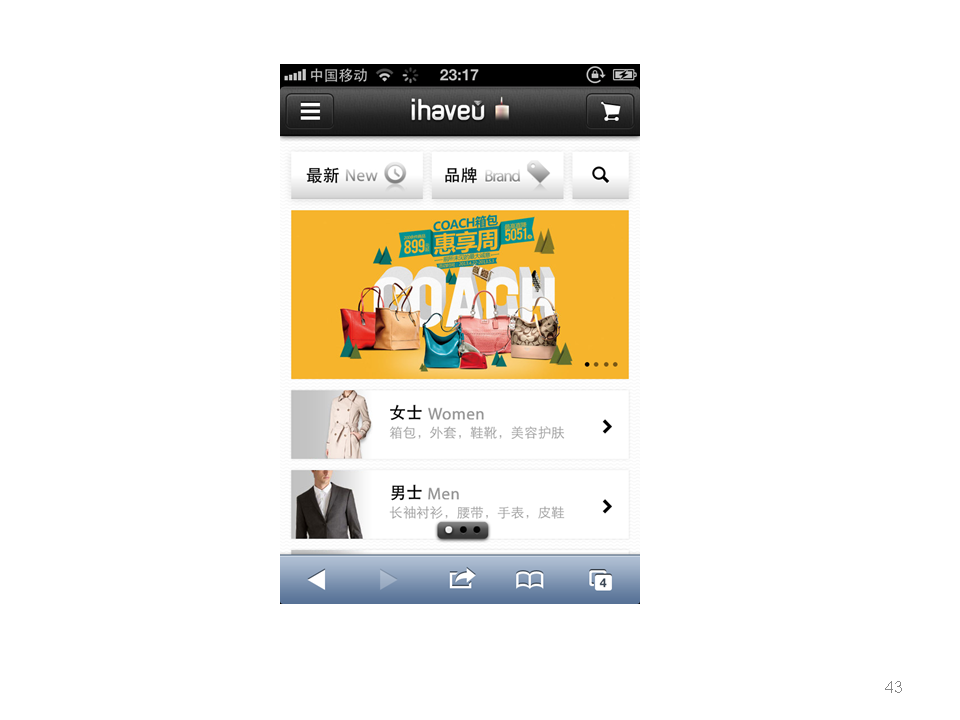 中国移动 23:17
ihaveu
最新 New 品牌 Brand
COACH箱包
899 惠享周 5051
COACH
女士 Women
箱包，外套，鞋靴，美容护肤
男士 Men
长袖衬衫，腰带，手表，皮鞋
4
43